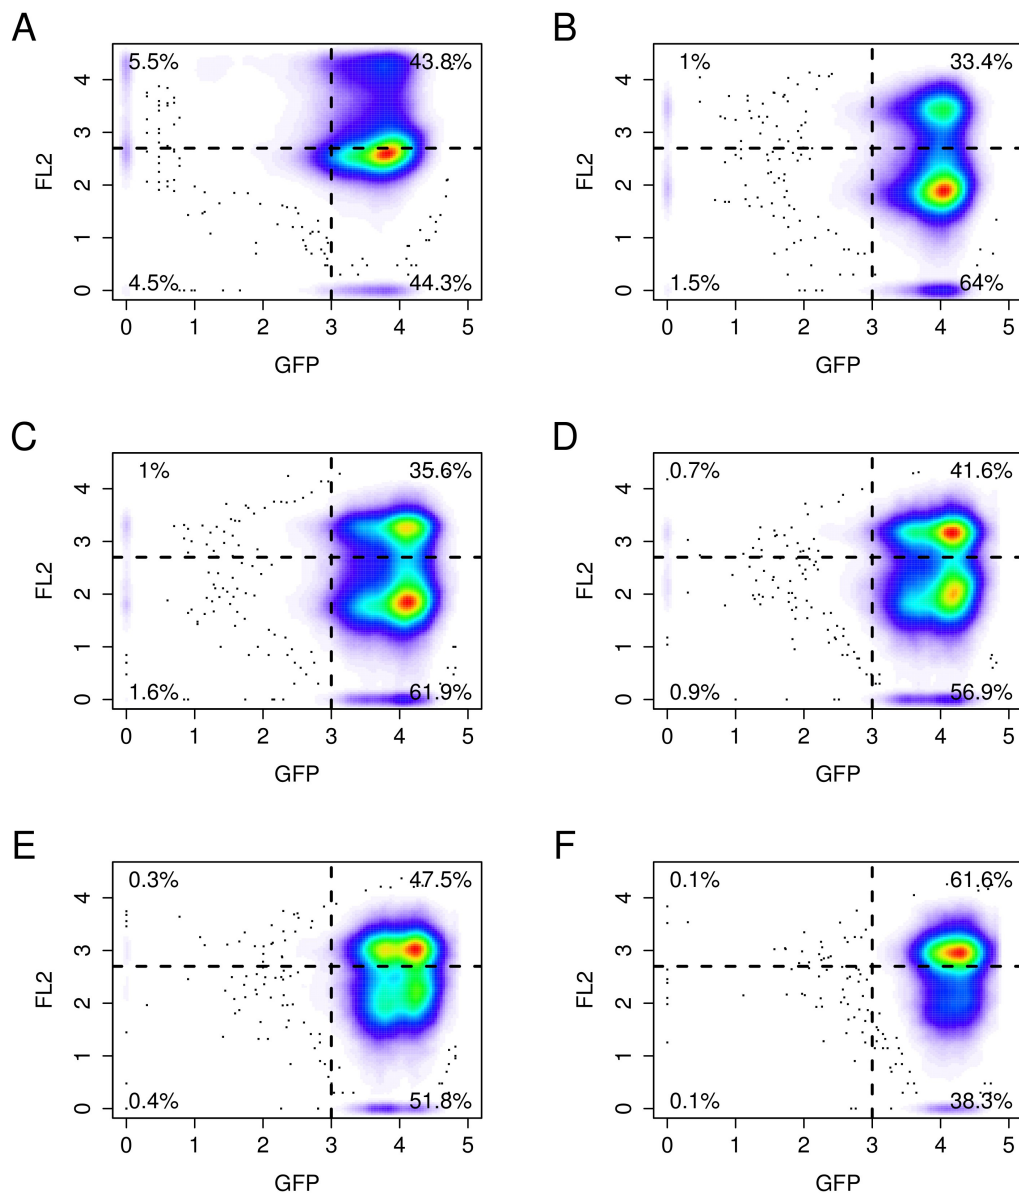 A
B
5.5%
43.8%
1%
33.4%
FL2
0 1 2 3 4
FL2
0 1 2 3 4
4.5%
44.3%
1.5%
64%
0 1 2 3 4 5
0 1 2 3 4 5
GFP
GFP
C
D
1%
35.6%
0.7%
41.6%
FL2
0 1 2 3 4
FL2
0 1 2 3 4
1.6%
61.9%
0.9%
56.9%
0 1 2 3 4 5
0 1 2 3 4 5
GFP
GFP
E
F
0.3%
47.5%
0.1%
61.6%
FL2
0 1 2 3 4
FL2
0 1 2 3 4
0.4%
51.8%
0.1%
38.3%
0 1 2 3 4 5
0 1 2 3 4 5
GFP
GFP